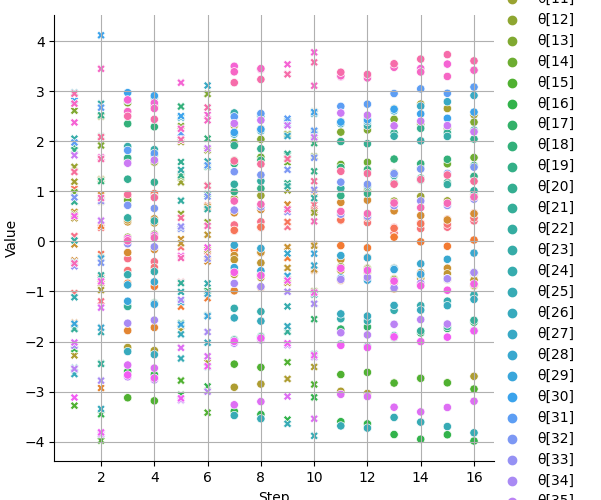 4
3
2
1
0
−1
−2
−3
−4
Value
2
4
6
8
10
12
14
16
Step
θ[11]
θ[12]
θ[13]
θ[14]
θ[15]
θ[16]
θ[17]
θ[18]
θ[19]
θ[20]
θ[21]
θ[22]
θ[23]
θ[24]
θ[25]
θ[26]
θ[27]
θ[28]
θ[29]
θ[30]
θ[31]
θ[32]
θ[33]
θ[34]
θ[35]